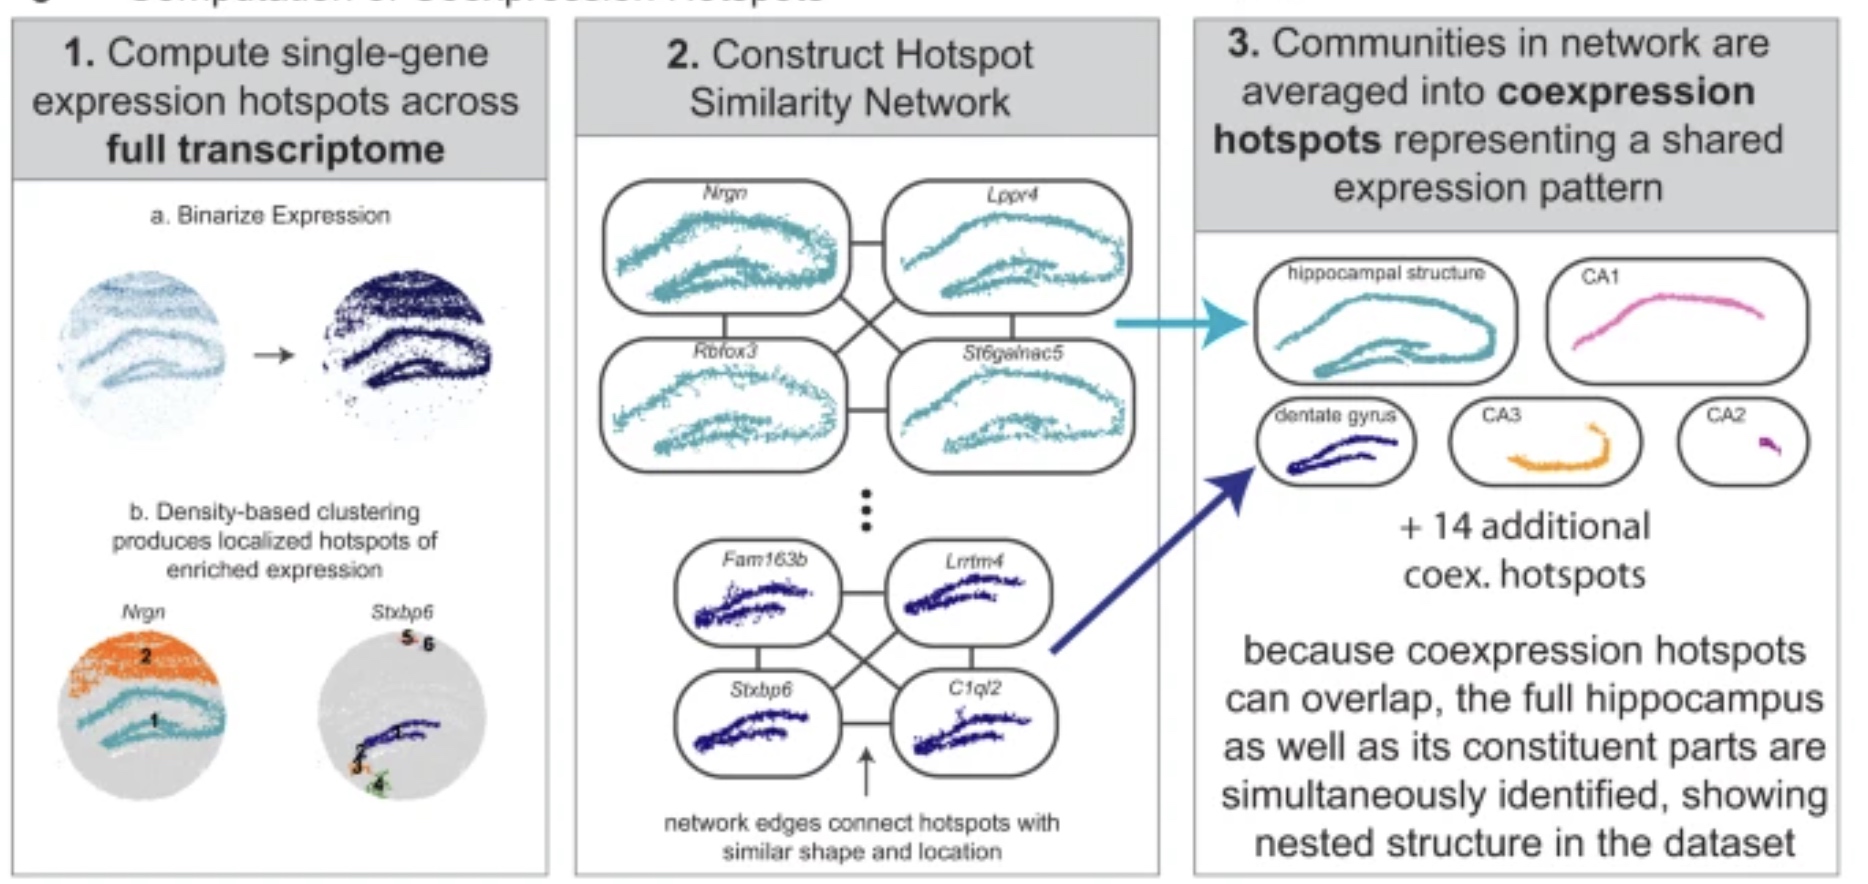 Computation of Coexpression Hotspots
1. Compute single-gene
expression hotspots across
full transcriptome
a. Binarize Expression
b. Density-based clustering
produces localized hotspots of
enriched expression
Nrgn
Stxbp6
2
1
5
6
1
2
3
4
2. Construct Hotspot
Similarity Network
Nrgn
Lppr4
Rbfox3
St6galnac5
Fam163b
Lrrtm4
Stxbp6
C1ql2
network edges connect hotspots with
similar shape and location
3. Communities in network are
averaged into coexpression
hotspots representing a shared
expression pattern
hippocampal structure
CA1
dentate gyrus
CA3
CA2
+ 14 additional
coex. hotspots
because coexpression hotspots
can overlap, the full hippocampus
as well as its constituent parts are
simultaneously identified, showing
nested structure in the dataset